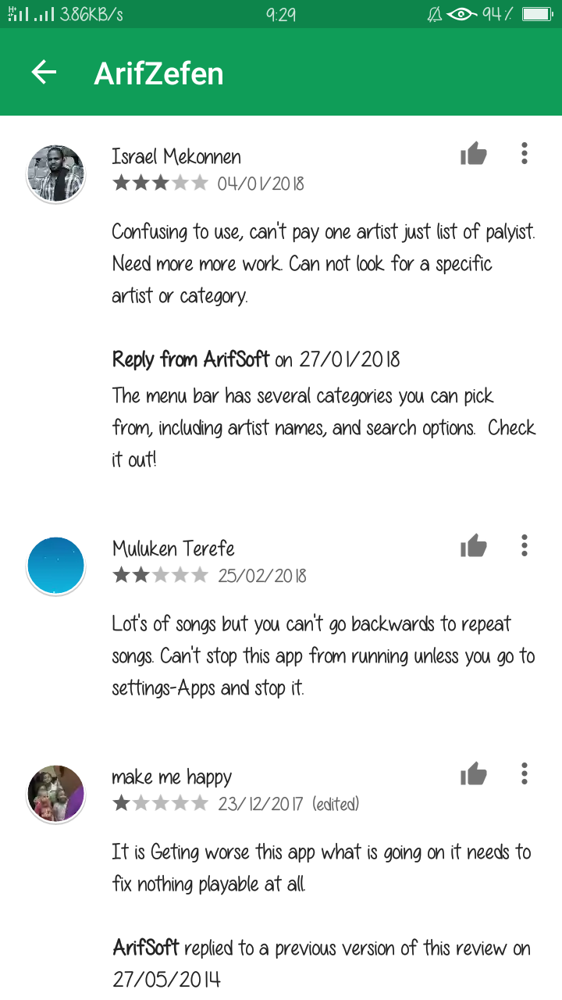 3.86KB/s 9:29 94%
ArifZefen
Israel Mekonnen
04/01/2018
Confusing to use, can't pay one artist just list of palyist.
Need more more work. Can not look for a specific
artist or category.
Reply from ArifSoft on 27/01/2018
The menu bar has several categories you can pick
from, including artist names, and search options. Check
it out!
Muluken Terefe
25/02/2018
Lot's of songs but you can't go backwards to repeat
songs. Can't stop this app from running unless you go to
settings-Apps and stop it.
make me happy
23/12/2017 (edited)
It is Geting worse this app what is going on it needs to
fix nothing playable at all.
ArifSoft replied to a previous version of this review on
27/05/2014